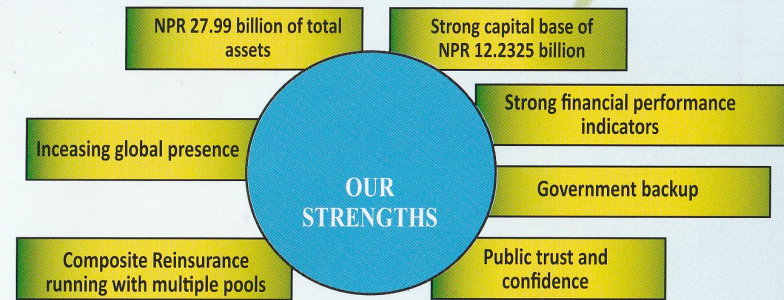 NPR 27.99 billion of total
assets
Strong capital base of
NPR 12.2325 billion
Strong financial performance
indicators
Inceasing global presence
OUR
STRENGTHS
Government backup
Composite Reinsurance
running with multiple pools
Public trust and
confidence